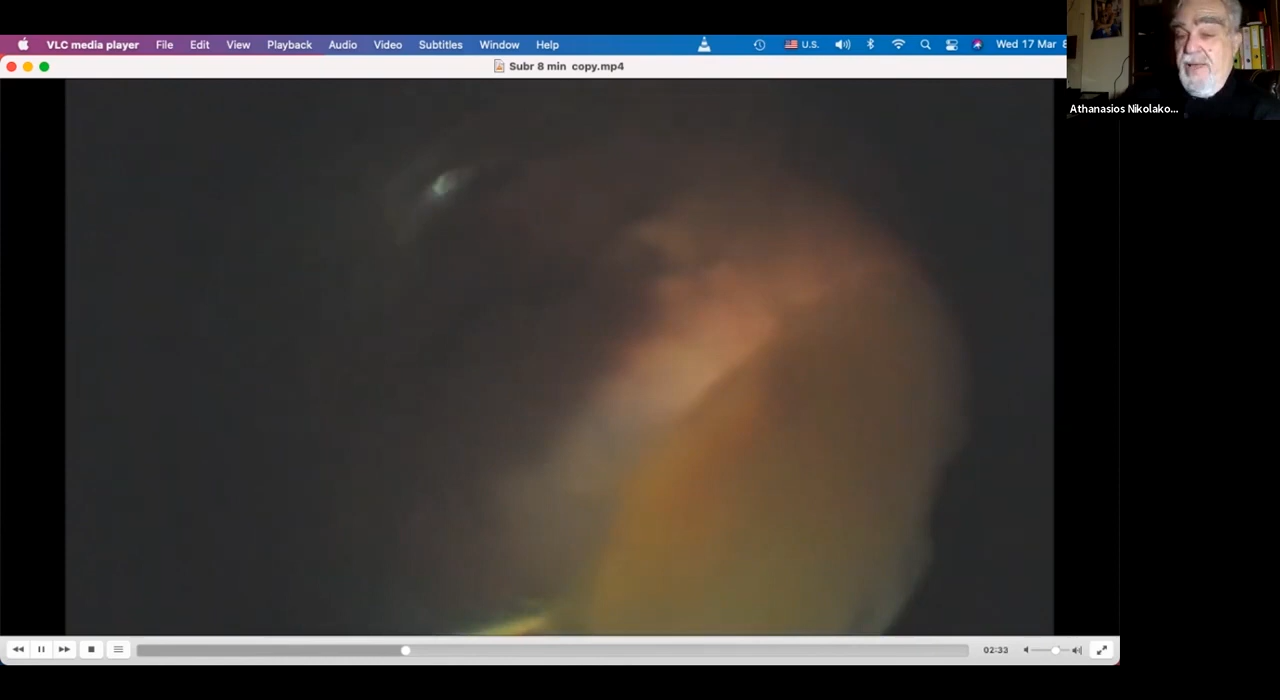 VLC media player File Edit View Playback Audio Video Subtitles Window Help U.S. Wed 17 Mar 8
Subr 8 min copy.mp4
Athanasios Nikolako...
02:33